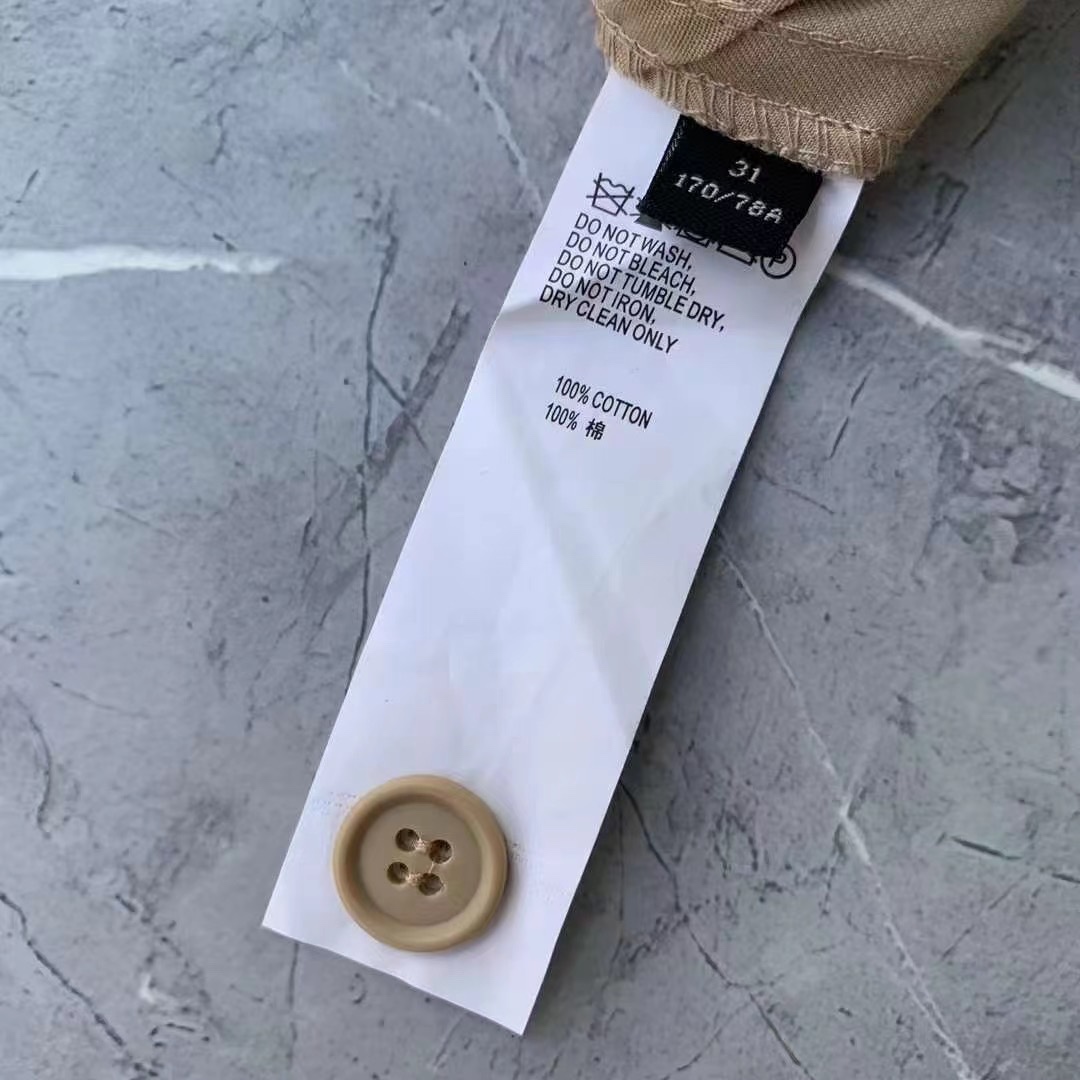 31
170/78A
P
DO NOT WASH,
DO NOT BLEACH,
DO NOT TUMBLE DRY,
DO NOT IRON,
DRY CLEAN ONLY
100% COTTON
100% 棉